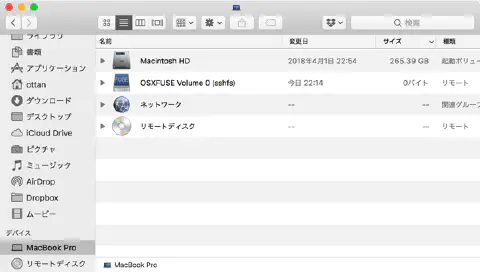 検索
名前 変更日 サイズ 種類
ライブラリ
書類
アプリケーション
ottan
ダウンロード
デスクトップ
iCloud Drive
ピクチャ
ミュージック
AirDrop
Dropbox
ムービー
デバイス
MacBook Pro
リモートディスク
Macintosh HD 2018年4月1日 22:54 265.39 GB 起動ボリュー
OSXFUSE Volume 0 (sshfs) 今日 22:14 0バイト リモート
ネットワーク -- -- 関連グループ
リモートディスク -- -- リモート
MacBook Pro